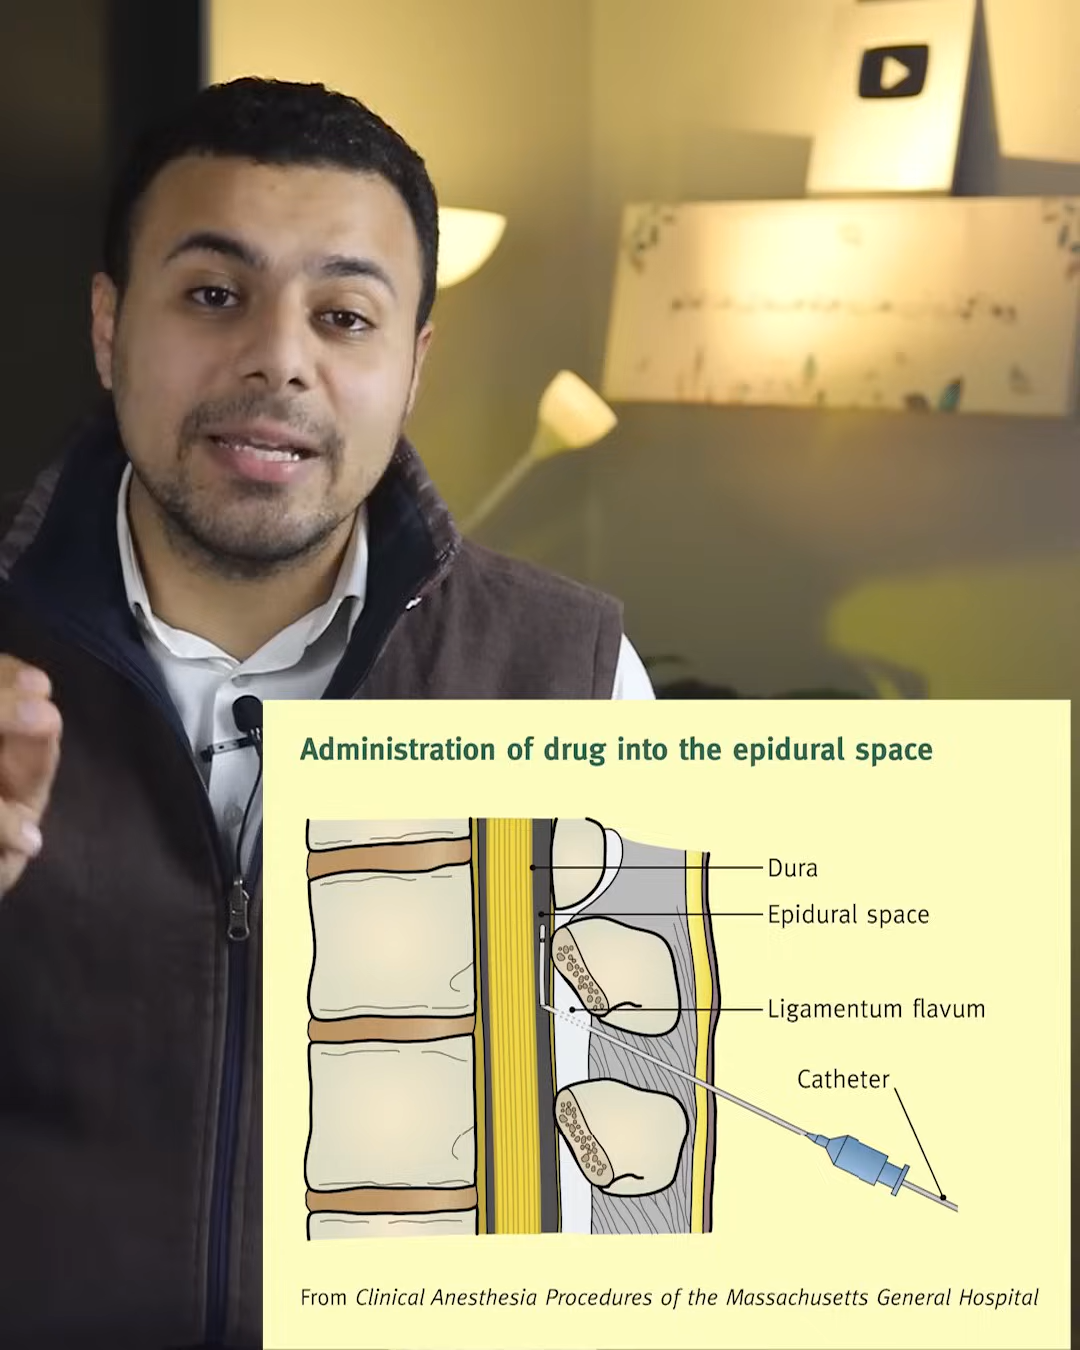 Administration of drug into the epidural space
Dura
Epidural space
Ligamentum flavum
Catheter
From Clinical Anesthesia Procedures of the Massachusetts General Hospital